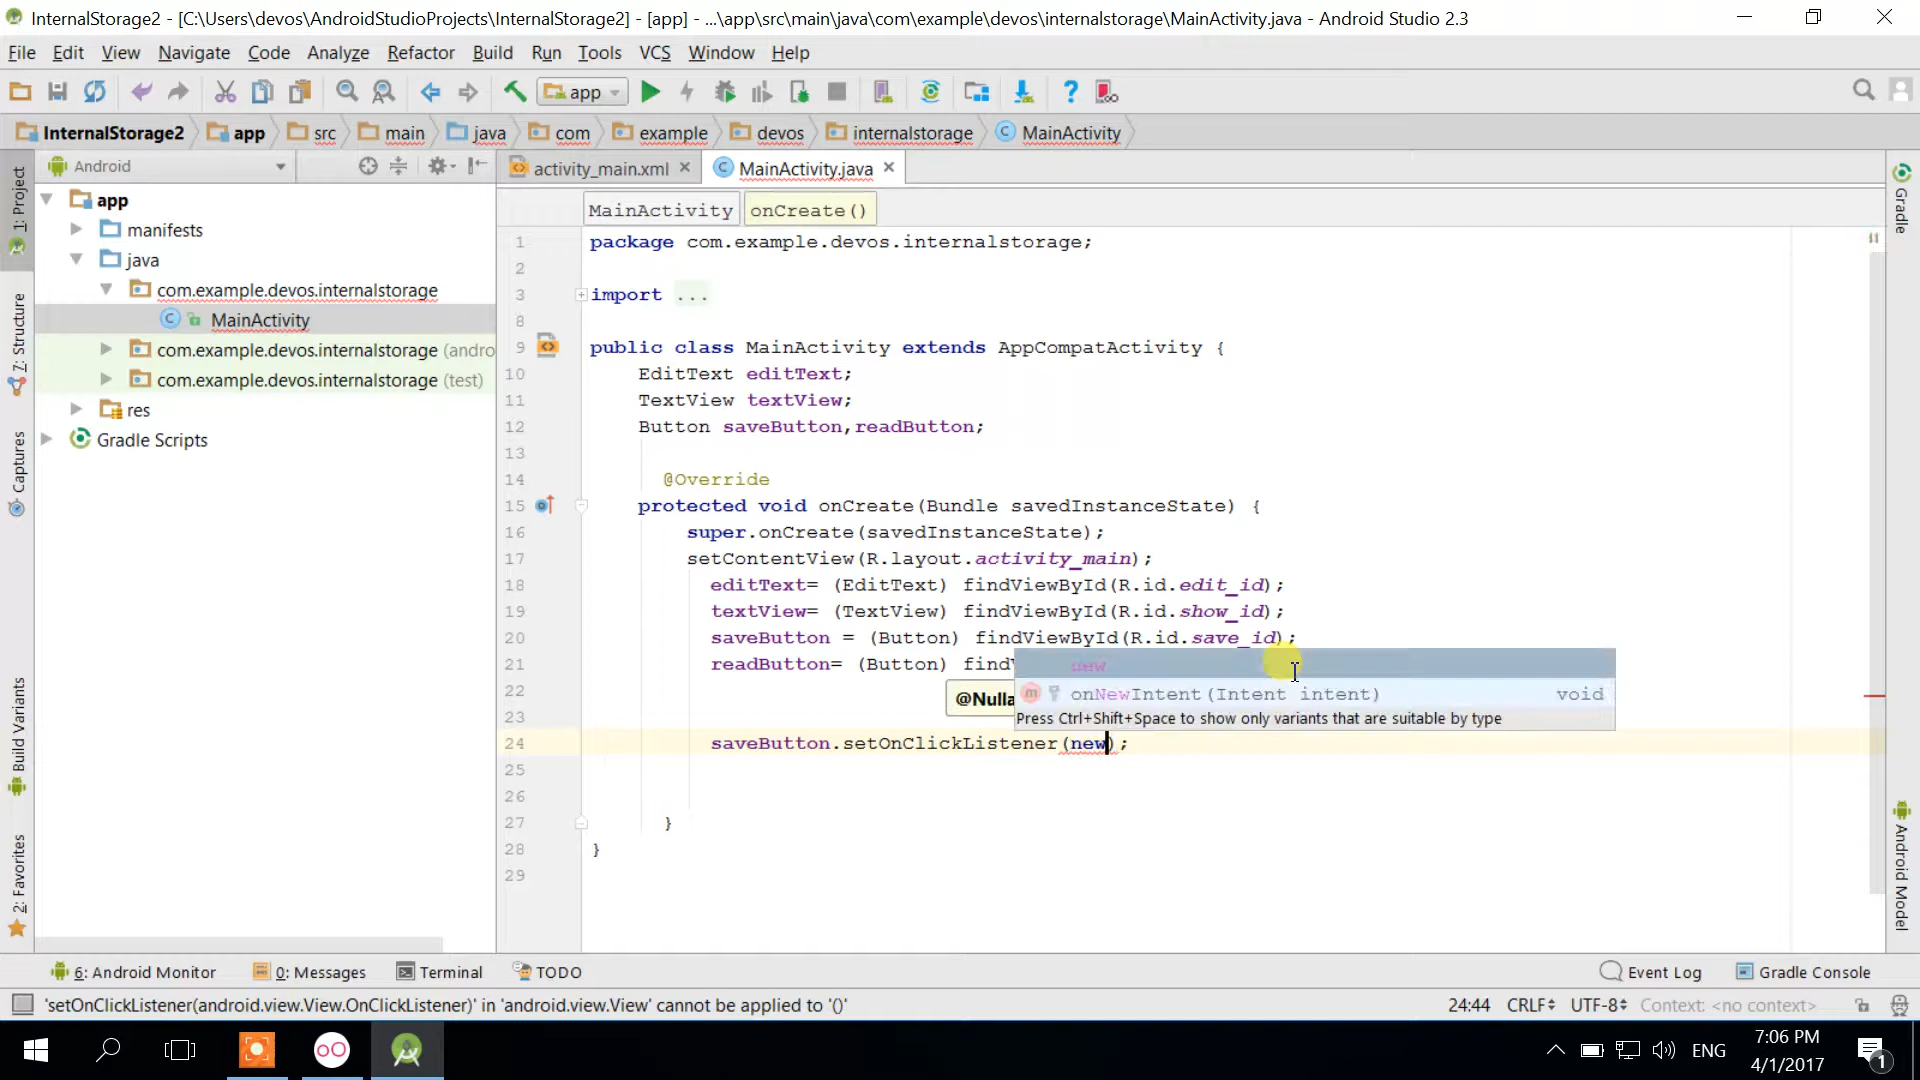 InternalStorage2 - [C:\Users\devos\AndroidStudioProjects\InternalStorage2] - [app] - ...\app\src\main\java\com\example\devos\internalstorage\MainActivity.java - Android Studio 2.3
File Edit View Navigate Code Analyze Refactor Build Run Tools VCS Window Help
app
InternalStorage2 app src main java com example devos internalstorage MainActivity
Android
activity_main.xml MainActivity.java
MainActivity onCreate()
1: Project
7: Structure
Captures
Build Variants
2: Favorites
app
manifests
java
com.example.devos.internalstorage
MainActivity
com.example.devos.internalstorage (andro
com.example.devos.internalstorage (test)
res
Gradle Scripts
1 package com.example.devos.internalstorage;
2
3 import ...
8
9 public class MainActivity extends AppCompatActivity {
10 EditText editText;
11 TextView textView;
12 Button saveButton,readButton;
13
14 @Override
15 protected void onCreate(Bundle savedInstanceState) {
16 super.onCreate(savedInstanceState);
17 setContentView(R.layout.activity_main);
18 editText= (EditText) findViewById(R.id.edit_id);
19 textView= (TextView) findViewById(R.id.show_id);
20 saveButton = (Button) findViewById(R.id.save_id);
21 readButton= (Button) find
new
22 @Nulla
onNewIntent(Intent intent) void
23
Press Ctrl+Shift+Space to show only variants that are suitable by type
24 saveButton.setOnClickListener(new);
25
26
27 }
28 }
29
Gradle
Android Model
6: Android Monitor 0: Messages Terminal TODO Event Log Gradle Console
'setOnClickListener(android.view.View.OnClickListener)' in 'android.view.View' cannot be applied to '()' 24:44 CRLF UTF-8 Context: <no context>
ENG
7:06 PM
4/1/2017
1